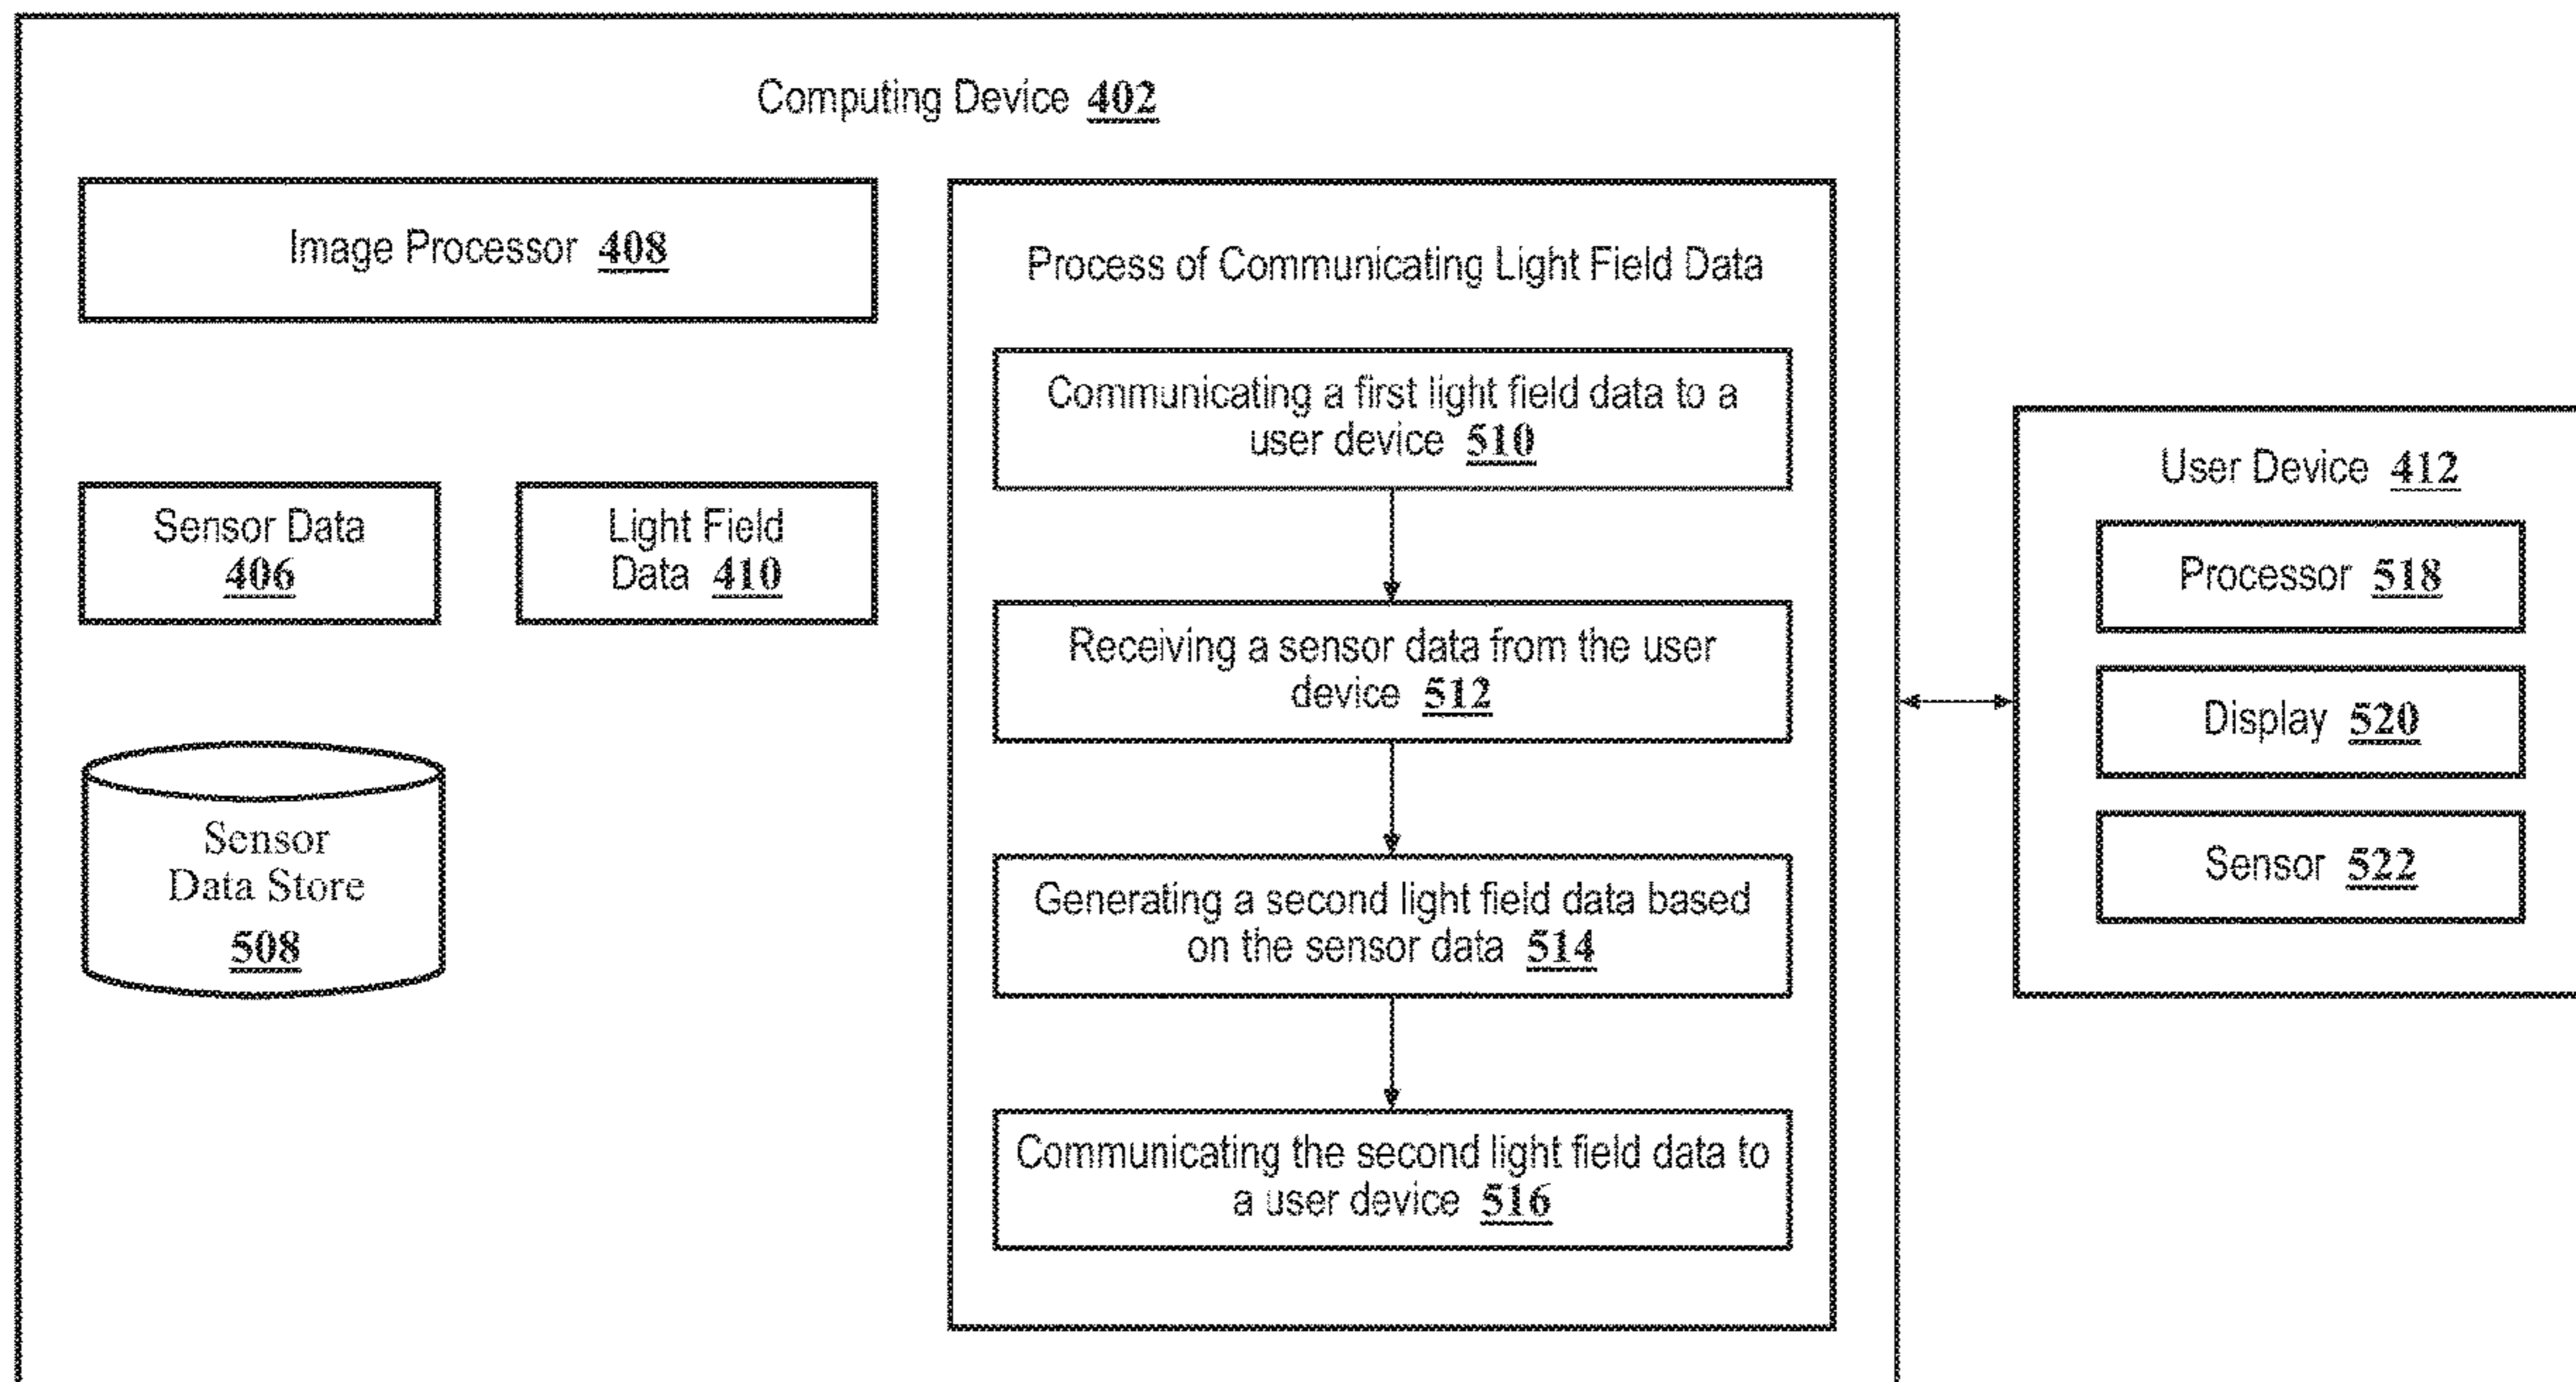 Computing Device 402
Image Processor 408
Sensor Data
406
Light Field
Data 410
Sensor
Data Store
508
Process of Communicating Light Field Data
Communicating a first light field data to a
user device 510
Receiving a sensor data from the user
device 512
Generating a second light field data based
on the sensor data 514
Communicating the second light field data to
a user device 516
User Device 412
Processor 518
Display 520
Sensor 522